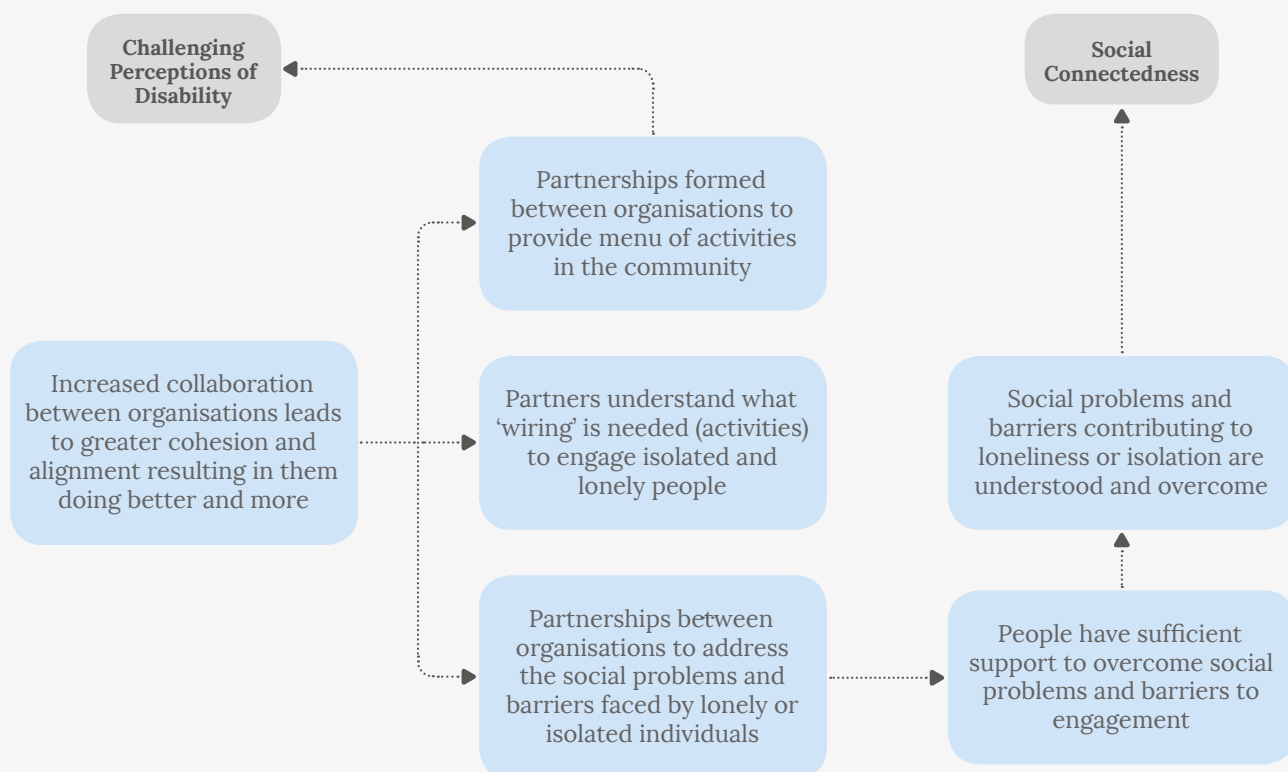 Challenging
Perceptions of
Disability
Social
Connectedness
Partnerships formed
between organisations to
provide menu of activities
in the community
Increased collaboration
between organisations leads
to greater cohesion and
alignment resulting in them
doing better and more
Partners understand what
‘wiring’ is needed (activities)
to engage isolated and
lonely people
Social problems and
barriers contributing to
loneliness or isolation are
understood and overcome
Partnerships between
organisations to address
the social problems and
barriers faced by lonely or
isolated individuals
People have sufficient
support to overcome social
problems and barriers to
engagement